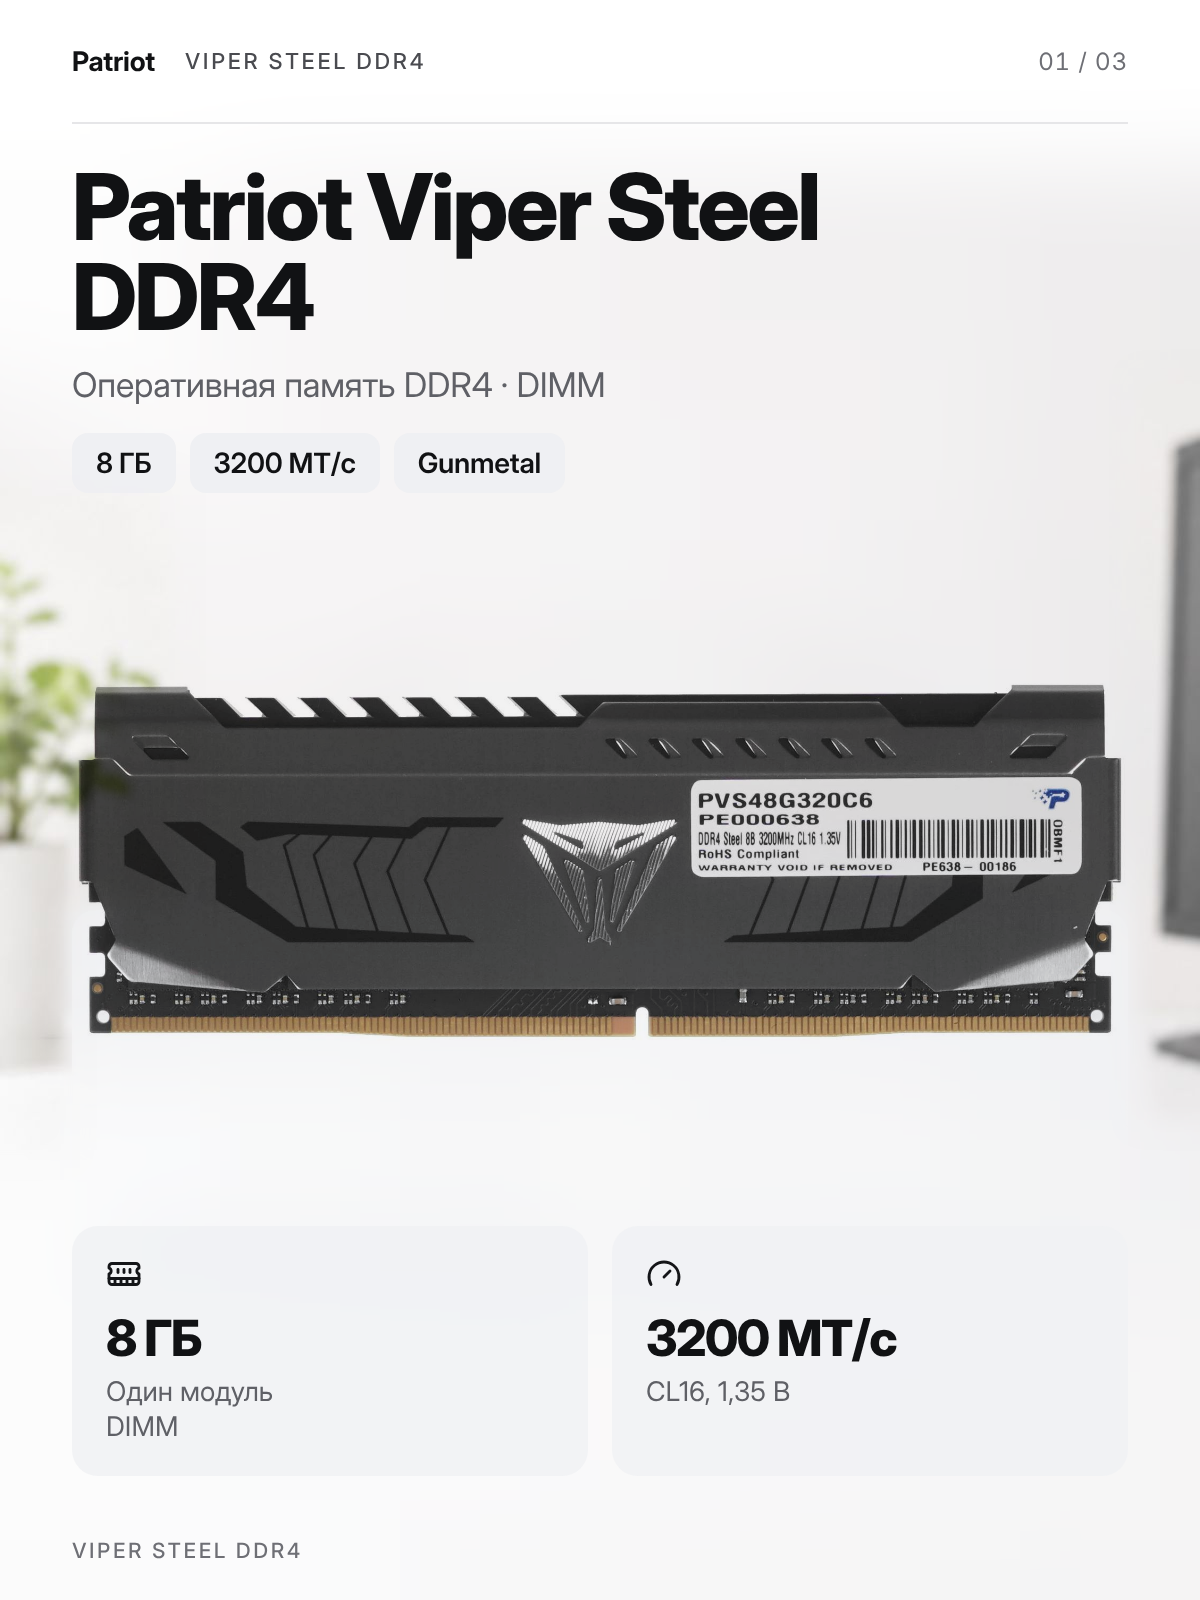 Patriot VIPER STEEL DDR4 01 / 03
Patriot Viper Steel
DDR4
Оперативная память DDR4 · DIMM
8 ГБ 3200 МТ/с Gunmetal
PVS48G320C6
PE000638
DDR4 Steel 8B 3200MHz CL16 1.35V
RoHS Compliant
WARRANTY VOID IF REMOVED PE638 – 00186
0BMF1
8 ГБ
Один модуль
DIMM
3200 МТ/с
CL16, 1,35 В
VIPER STEEL DDR4